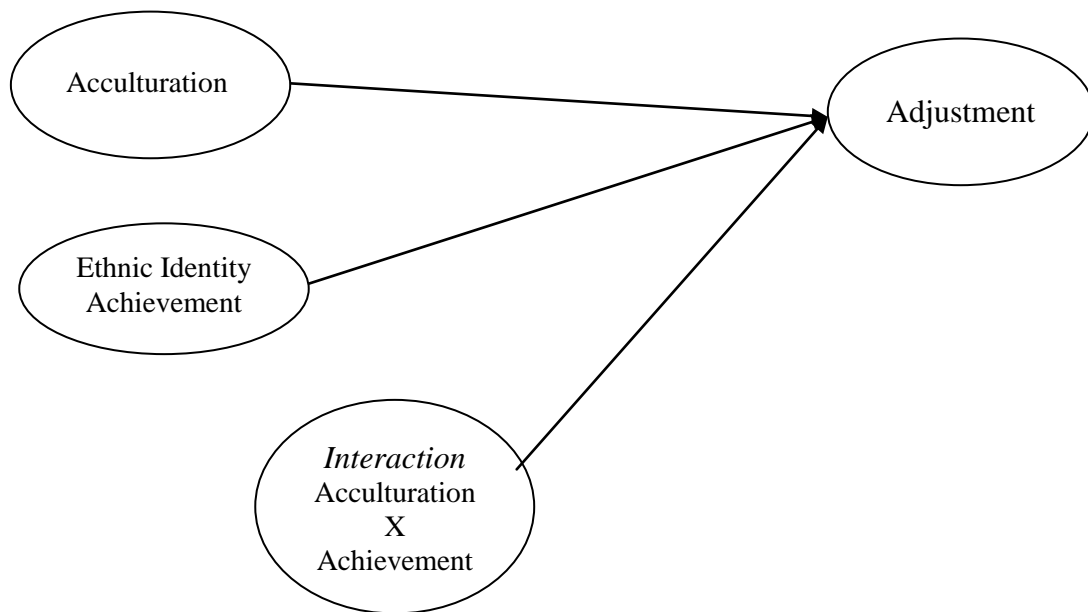 Acculturation
Adjustment
Ethnic Identity
Achievement
Interaction
Acculturation
X
Achievement